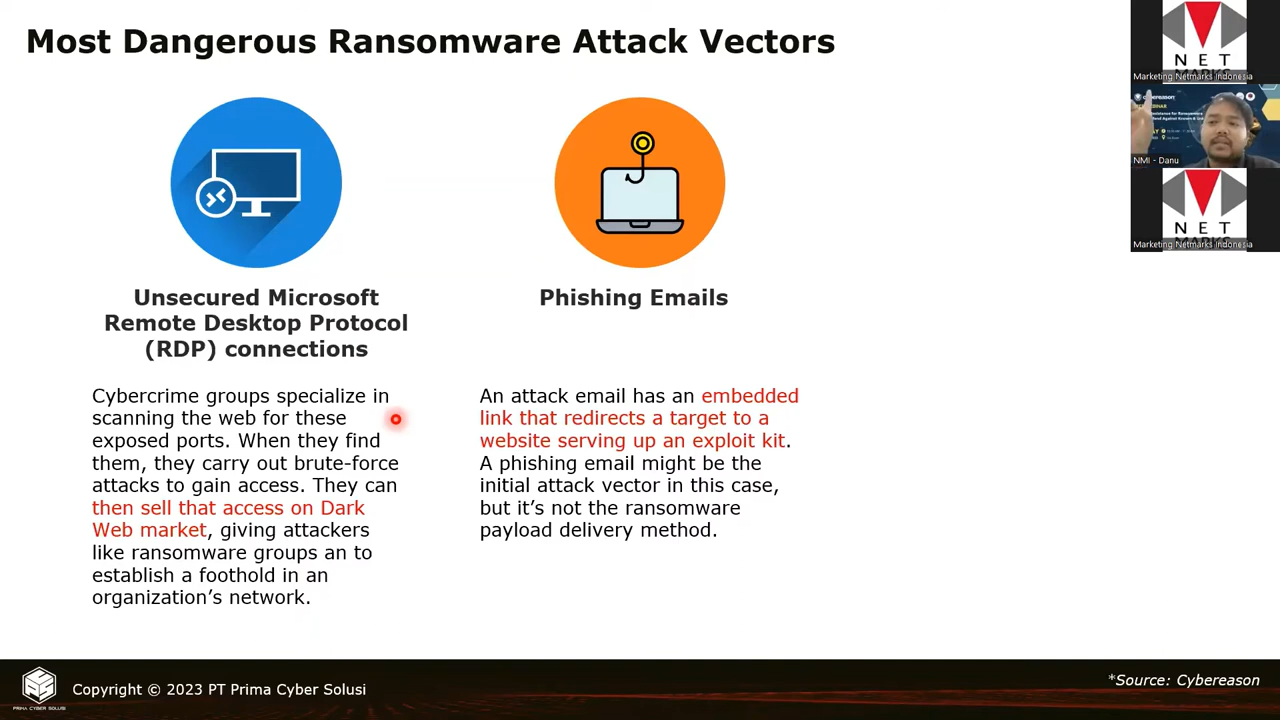 Most Dangerous Ransomware Attack Vectors
Unsecured Microsoft
Remote Desktop Protocol
(RDP) connections
Cybercrime groups specialize in
scanning the web for these
exposed ports. When they find
them, they carry out brute-force
attacks to gain access. They can
then sell that access on Dark
Web market, giving attackers
like ransomware groups an to
establish a foothold in an
organization’s network.
Phishing Emails
An attack email has an embedded
link that redirects a target to a
website serving up an exploit kit.
A phishing email might be the
initial attack vector in this case,
but it’s not the ransomware
payload delivery method.
NET
MARKS
Marketing Netmarks Indonesia
cybereason
NMI - Danu
NET
MARKS
Marketing Netmarks Indonesia
PRIMA CYBER SOLUSI
Copyright © 2023 PT Prima Cyber Solusi
*Source: Cybereason